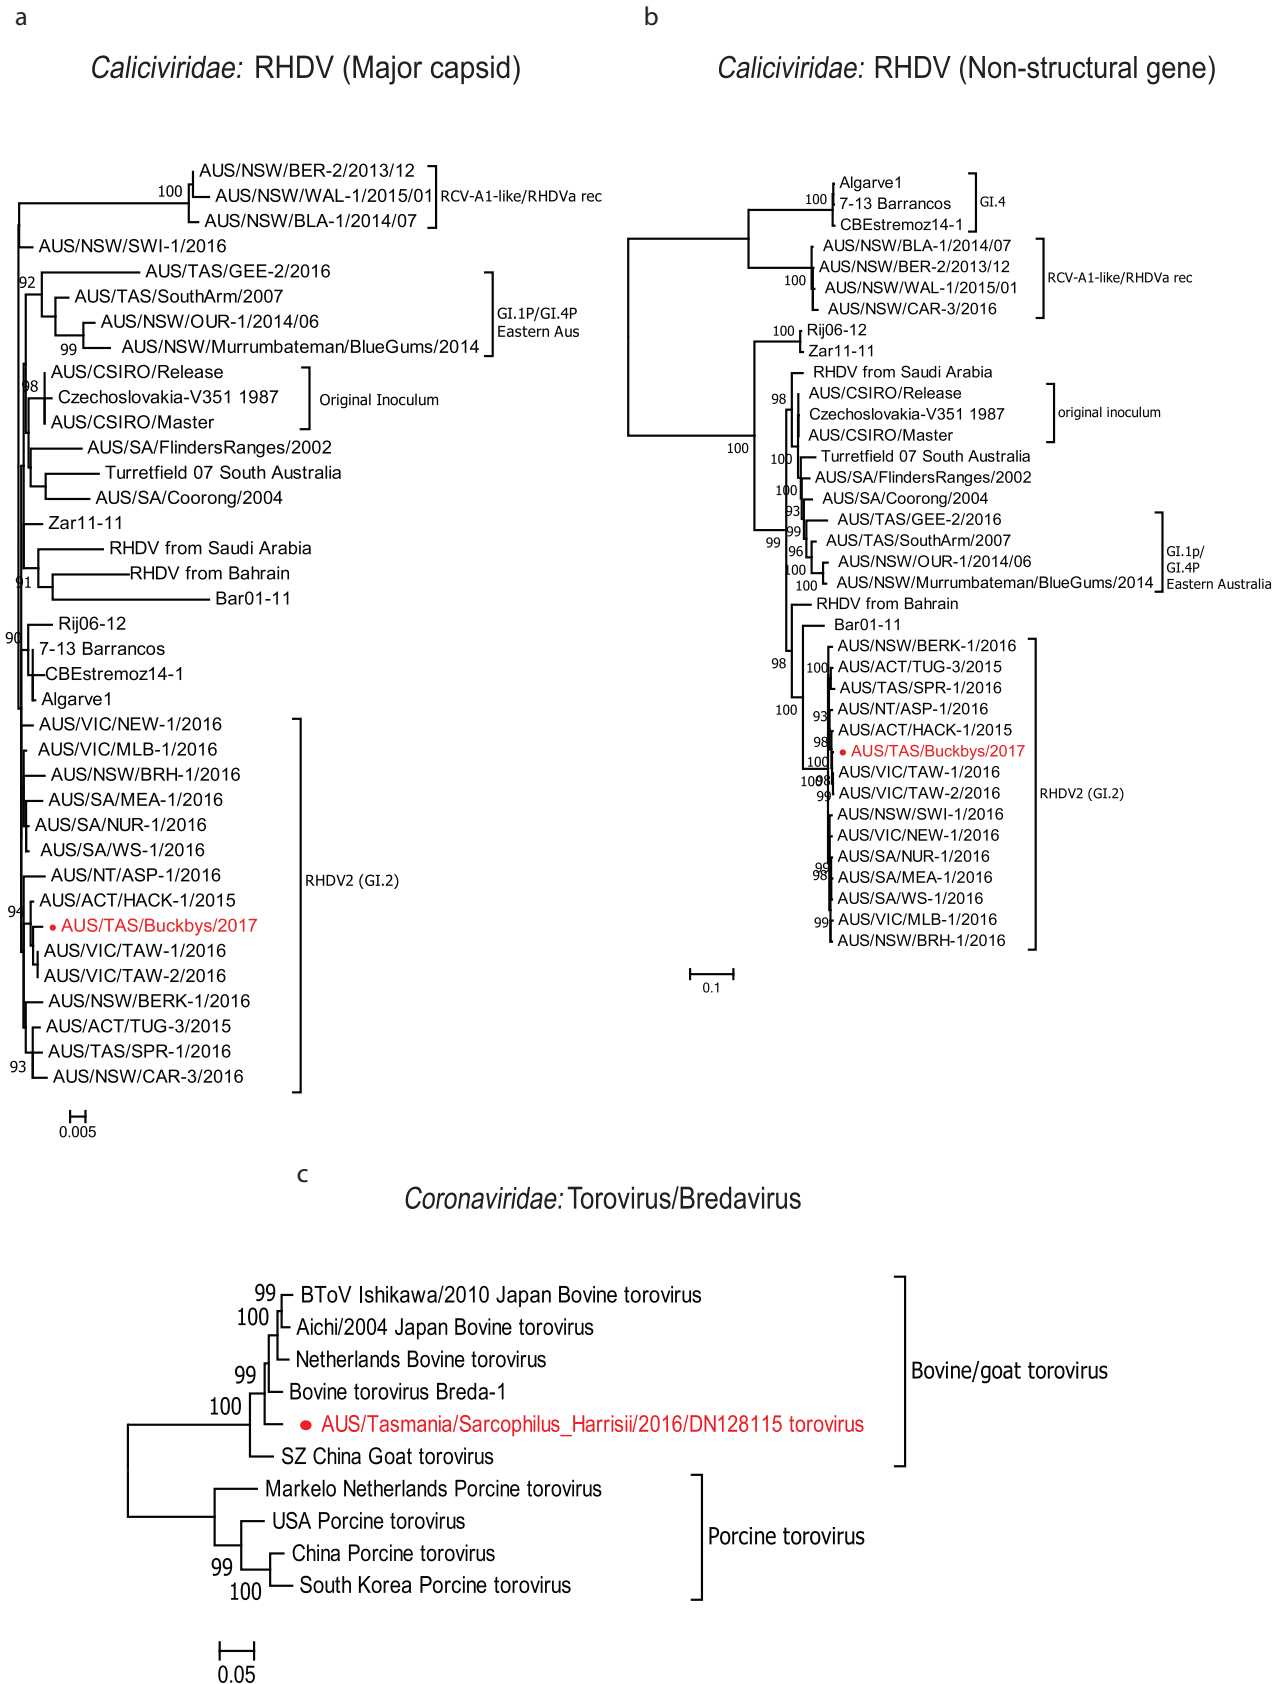 a
Caliciviridae: RHDV (Major capsid)
AUS/NSW/BER-2/2013/12
100
AUS/NSW/WAL-1/2015/01
RCV-A1-like/RHDVa rec
AUS/NSW/BLA-1/2014/07
AUS/NSW/SWI-1/2016
AUS/TAS/GEE-2/2016
92
AUS/TAS/SouthArm/2007
GI.1P/GI.4P
Eastern Aus
AUS/NSW/OUR-1/2014/06
99
AUS/NSW/Murrumbateman/BlueGums/2014
AUS/CSIRO/Release
98
Czechoslovakia-V351 1987
Original Inoculum
AUS/CSIRO/Master
AUS/SA/FlindersRanges/2002
Turretfield 07 South Australia
AUS/SA/Coorong/2004
Zar11-11
RHDV from Saudi Arabia
91
RHDV from Bahrain
Bar01-11
Rij06-12
90
7-13 Barrancos
CBEstremoz14-1
Algarve1
AUS/VIC/NEW-1/2016
AUS/VIC/MLB-1/2016
AUS/NSW/BRH-1/2016
AUS/SA/MEA-1/2016
AUS/SA/NUR-1/2016
AUS/SA/WS-1/2016
AUS/NT/ASP-1/2016
RHDV2 (GI.2)
AUS/ACT/HACK-1/2015
94
AUS/TAS/Buckbys/2017
AUS/VIC/TAW-1/2016
AUS/VIC/TAW-2/2016
AUS/NSW/BERK-1/2016
AUS/ACT/TUG-3/2015
AUS/TAS/SPR-1/2016
93
AUS/NSW/CAR-3/2016
0.005
b
Caliciviridae: RHDV (Non-structural gene)
Algarve1
100
7-13 Barrancos
GI.4
CBEstremoz14-1
AUS/NSW/BLA-1/2014/07
AUS/NSW/BER-2/2013/12
100
RCV-A1-like/RHDVa rec
AUS/NSW/WAL-1/2015/01
AUS/NSW/CAR-3/2016
100
Rij06-12
Zar11-11
RHDV from Saudi Arabia
98
AUS/CSIRO/Release
Czechoslovakia-V351 1987
original inoculum
AUS/CSIRO/Master
100
Turretfield 07 South Australia
100
AUS/SA/FlindersRanges/2002
100
AUS/SA/Coorong/2004
93
AUS/TAS/GEE-2/2016
99
99
AUS/TAS/SouthArm/2007
96
GI.1p/
GI.4P
Eastern Australia
AUS/NSW/OUR-1/2014/06
100
100
AUS/NSW/Murrumbateman/BlueGums/2014
RHDV from Bahrain
Bar01-11
AUS/NSW/BERK-1/2016
98
100
AUS/ACT/TUG-3/2015
AUS/TAS/SPR-1/2016
100
AUS/NT/ASP-1/2016
93
AUS/ACT/HACK-1/2015
98
AUS/TAS/Buckbys/2017
100
AUS/VIC/TAW-1/2016
100
98
AUS/VIC/TAW-2/2016
99
RHDV2 (GI.2)
AUS/NSW/SWI-1/2016
AUS/VIC/NEW-1/2016
AUS/SA/NUR-1/2016
99
98
AUS/SA/MEA-1/2016
AUS/SA/WS-1/2016
99
AUS/VIC/MLB-1/2016
AUS/NSW/BRH-1/2016
0.1
c
Coronaviridae: Torovirus/Bredavirus
99
BToV Ishikawa/2010 Japan Bovine torovirus
100
Aichi/2004 Japan Bovine torovirus
Netherlands Bovine torovirus
99
Bovine torovirus Breda-1
100
AUS/Tasmania/Sarcophilus_Harrisii/2016/DN128115 torovirus
SZ China Goat torovirus
Bovine/goat torovirus
Markelo Netherlands Porcine torovirus
USA Porcine torovirus
China Porcine torovirus
99
100
South Korea Porcine torovirus
Porcine torovirus
0.05